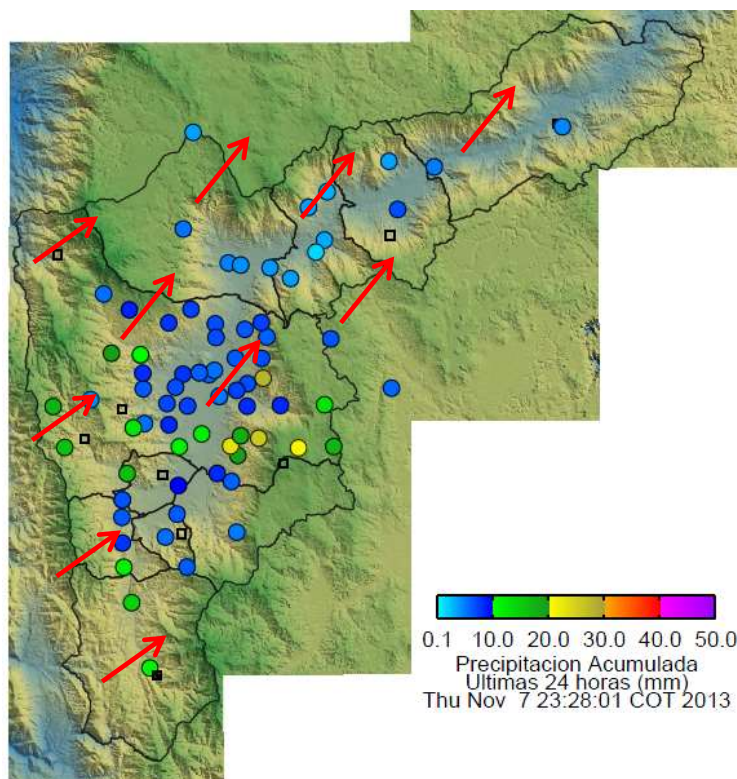 0.1 10.0 20.0 30.0 40.0 50.0
Precipitacion Acumulada
Ultimas 24 horas (mm)
Thu Nov 7 23:28:01 COT 2013